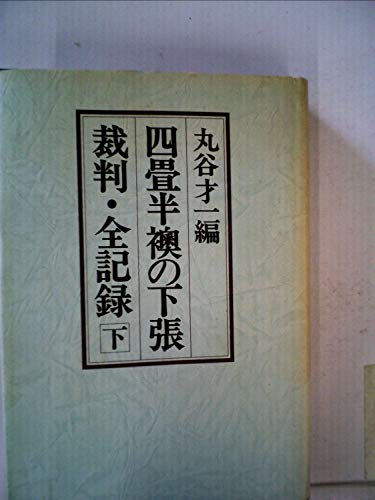 丸谷才一編
四畳半襖の下張
裁判・全記録 下